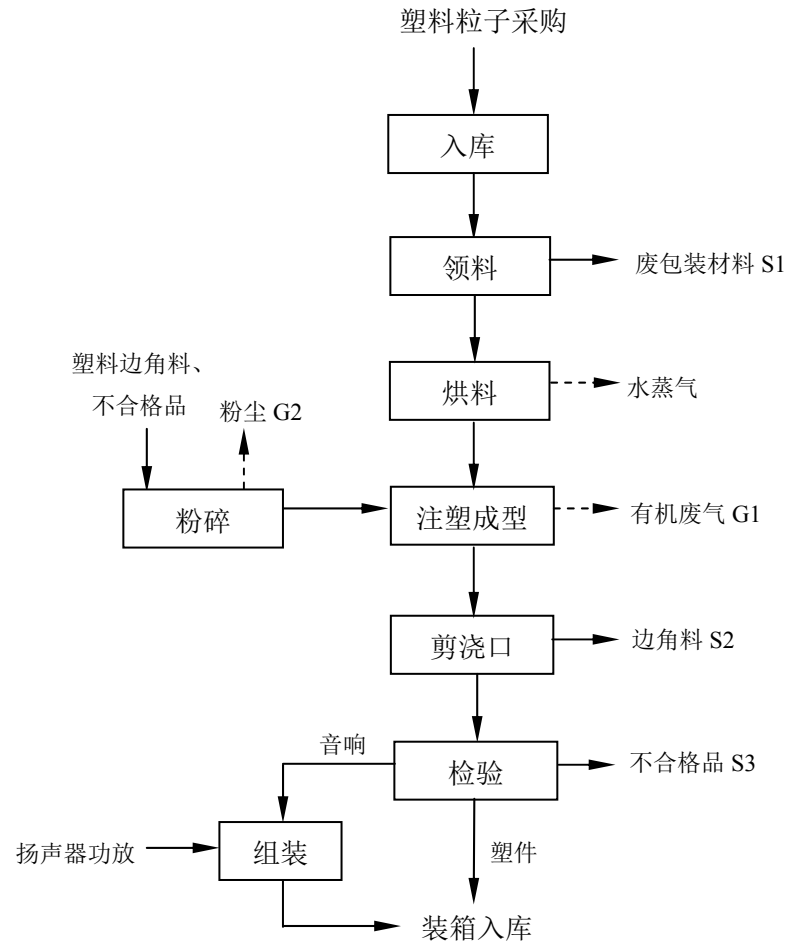 塑料粒子采购
入库
领料
废包装材料 S1
塑料边角料、
不合格品
粉尘 G2
烘料
水蒸气
粉碎
注塑成型
有机废气 G1
剪浇口
边角料 S2
音响
检验
不合格品 S3
扬声器功放
组装
塑件
装箱入库